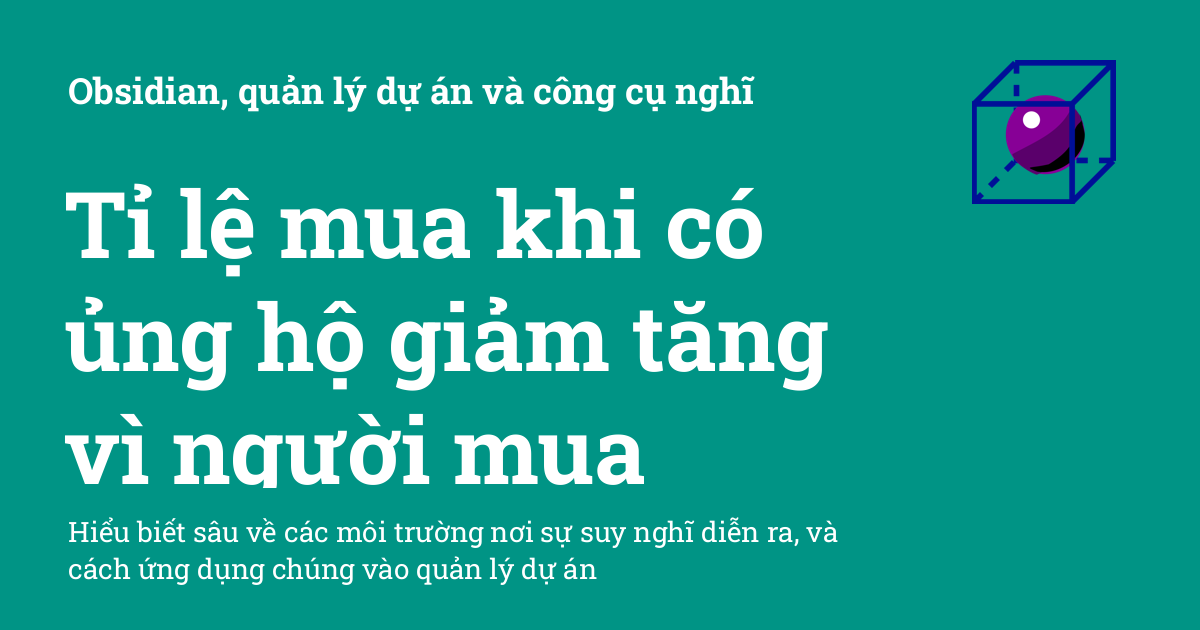 Obsidian, quản lý dự án và công cụ nghĩ
Tỉ lệ mua khi có
ủng hộ giảm tăng
vì người mua
Hiểu biết sâu về các môi trường nơi sự suy nghĩ diễn ra, và
cách ứng dụng chúng vào quản lý dự án